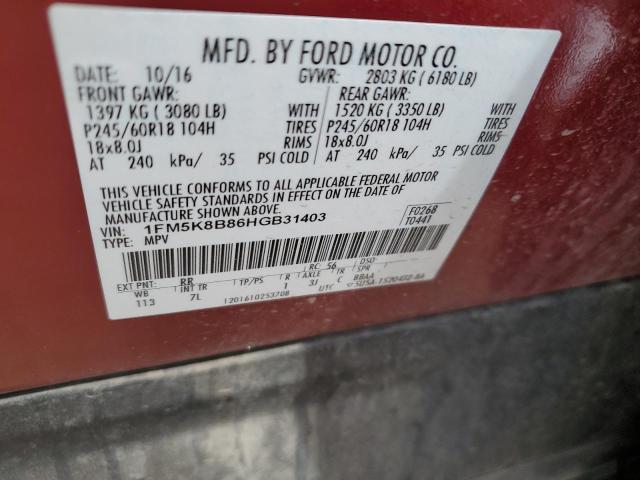 MFD. BY FORD MOTOR CO.
DATE: 10/16 GVWR: 2803 KG ( 6180 LB)
FRONT GAWR: REAR GAWR:
1397 KG ( 3080 LB) WITH 1520 KG ( 3350 LB) WITH
P245/60R18 104H TIRES P245/60R18 104H TIRES
18x8.0J RIMS 18x8.0J RIMS
AT 240 kPa/ 35 PSI COLD AT 240 kPa/ 35 PSI COLD
THIS VEHICLE CONFORMS TO ALL APPLICABLE FEDERAL MOTOR
VEHICLE SAFETY STANDARDS IN EFFECT ON THE DATE OF
MANUFACTURE SHOWN ABOVE.
VIN: 1FM5K8B86HGB31403 F0268
TYPE: MPV T0441
EXT PNT: RR RC: 56 DSO:
WB INT TR TP/PS R AXLE TR SPR
113 7L 1 3J C BBAA
1201610253708 UTC